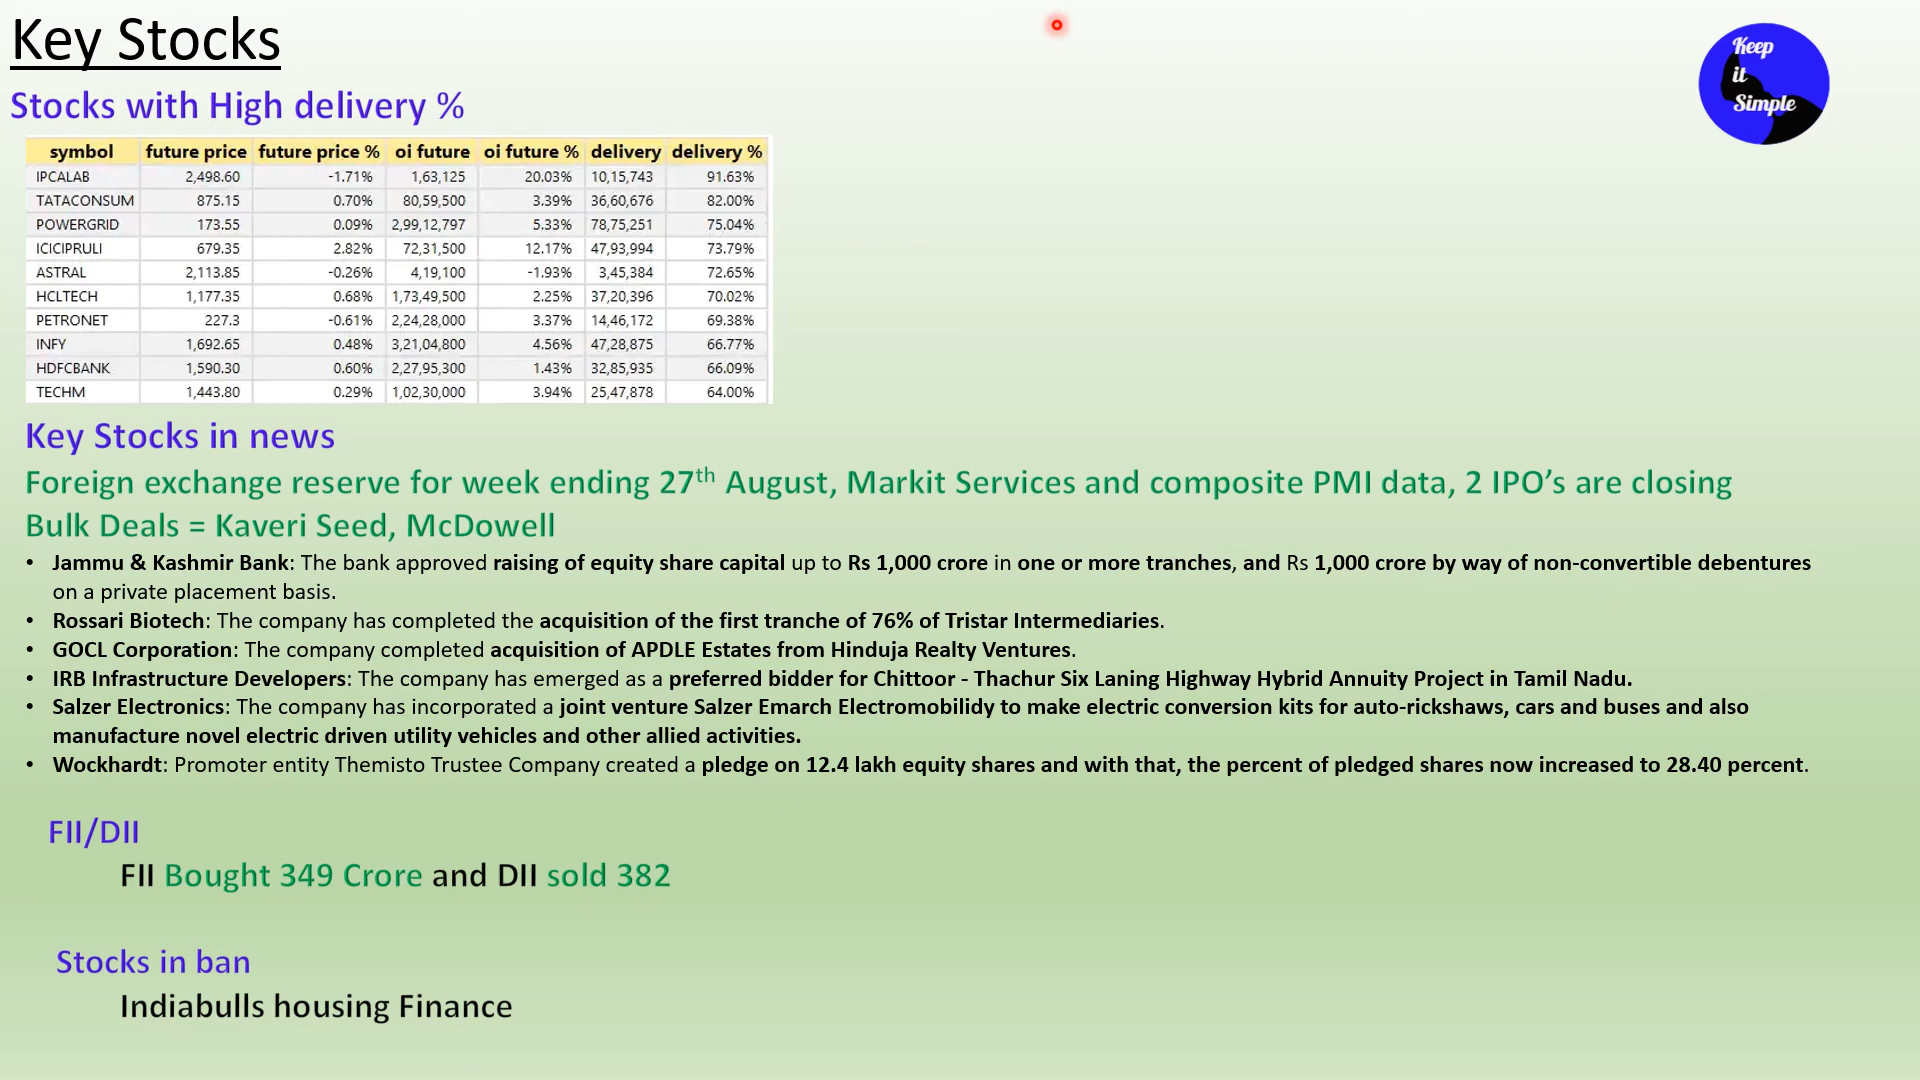 Key Stocks
Keep
it
Simple
Stocks with High delivery %
symbol future price future price % oi future oi future % delivery delivery %
IPCALAB 2,498.60 -1.71% 1,63,125 20.03% 10,15,743 91.63%
TATACONSUM 875.15 0.70% 80,59,500 3.39% 36,60,676 82.00%
POWERGRID 173.55 0.09% 2,99,12,797 5.33% 78,75,251 75.04%
ICICIPRULI 679.35 2.82% 72,31,500 12.17% 47,93,994 73.79%
ASTRAL 2,113.85 -0.26% 4,19,100 -1.93% 3,45,384 72.65%
HCLTECH 1,177.35 0.68% 1,73,49,500 2.25% 37,20,396 70.02%
PETRONET 227.3 -0.61% 2,24,28,000 3.37% 14,46,172 69.38%
INFY 1,692.65 0.48% 3,21,04,800 4.56% 47,28,875 66.77%
HDFCBANK 1,590.30 0.60% 2,27,95,300 1.43% 32,85,935 66.09%
TECHM 1,443.80 0.29% 1,02,30,000 3.94% 25,47,878 64.00%
Key Stocks in news
Foreign exchange reserve for week ending 27th August, Markit Services and composite PMI data, 2 IPO’s are closing
Bulk Deals = Kaveri Seed, McDowell
• Jammu & Kashmir Bank: The bank approved raising of equity share capital up to Rs 1,000 crore in one or more tranches, and Rs 1,000 crore by way of non-convertible debentures
on a private placement basis.
• Rossari Biotech: The company has completed the acquisition of the first tranche of 76% of Tristar Intermediaries.
• GOCL Corporation: The company completed acquisition of APDLE Estates from Hinduja Realty Ventures.
• IRB Infrastructure Developers: The company has emerged as a preferred bidder for Chittoor - Thachur Six Laning Highway Hybrid Annuity Project in Tamil Nadu.
• Salzer Electronics: The company has incorporated a joint venture Salzer Emarch Electromobilidy to make electric conversion kits for auto-rickshaws, cars and buses and also
manufacture novel electric driven utility vehicles and other allied activities.
• Wockhardt: Promoter entity Themisto Trustee Company created a pledge on 12.4 lakh equity shares and with that, the percent of pledged shares now increased to 28.40 percent.
FII/DII
FII Bought 349 Crore and DII sold 382
Stocks in ban
Indiabulls housing Finance